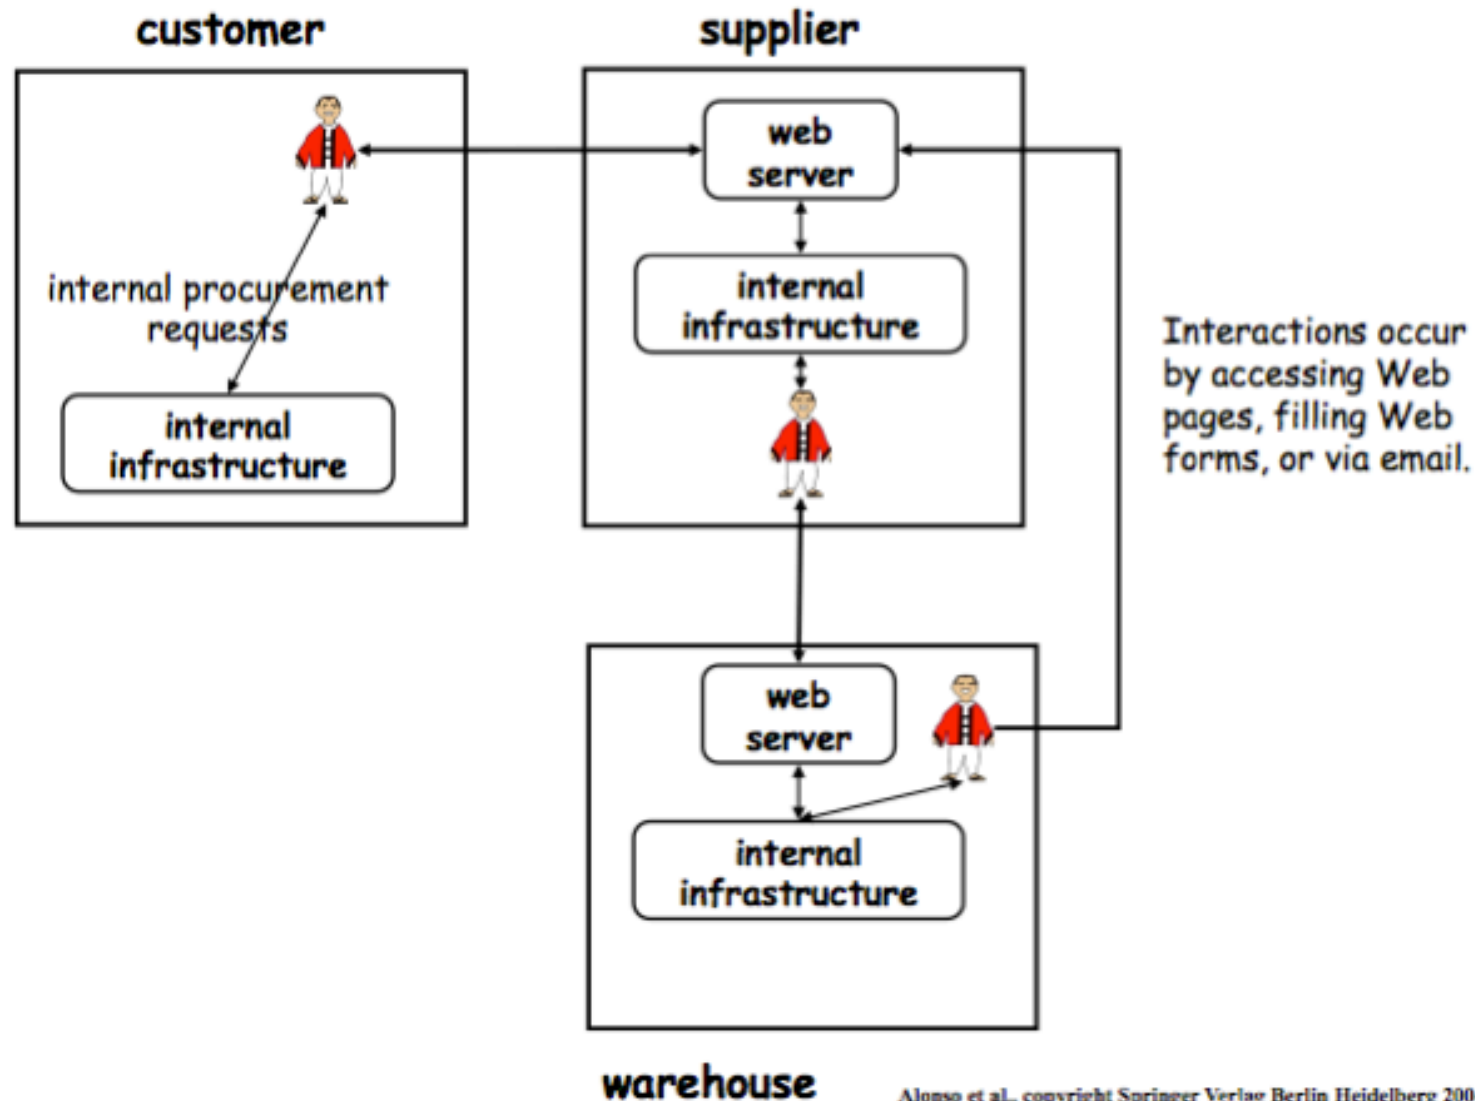 customer
supplier
web
server
internal procurement
requests
internal
infrastructure
internal
infrastructure
Interactions occur
by accessing Web
pages, filling Web
forms, or via email.
web
server
internal
infrastructure
warehouse
Alonso et al., copyright Springer Verlag Berlin Heidelberg 200